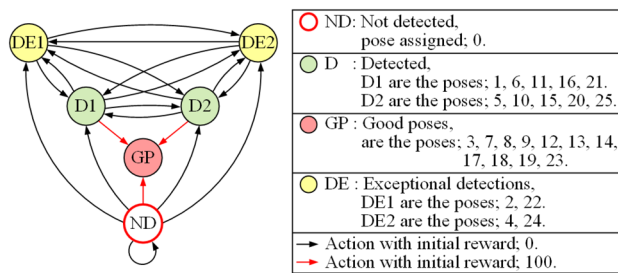 DE1
DE2
D1
D2
GP
ND
ND: Not detected,
pose assigned; 0.
D : Detected,
D1 are the poses; 1, 6, 11, 16, 21.
D2 are the poses; 5, 10, 15, 20, 25.
GP : Good poses,
are the poses; 3, 7, 8, 9, 12, 13, 14,
17, 18, 19, 23.
DE : Exceptional detections,
DE1 are the poses; 2, 22.
DE2 are the poses; 4, 24.
Action with initial reward; 0.
Action with initial reward; 100.